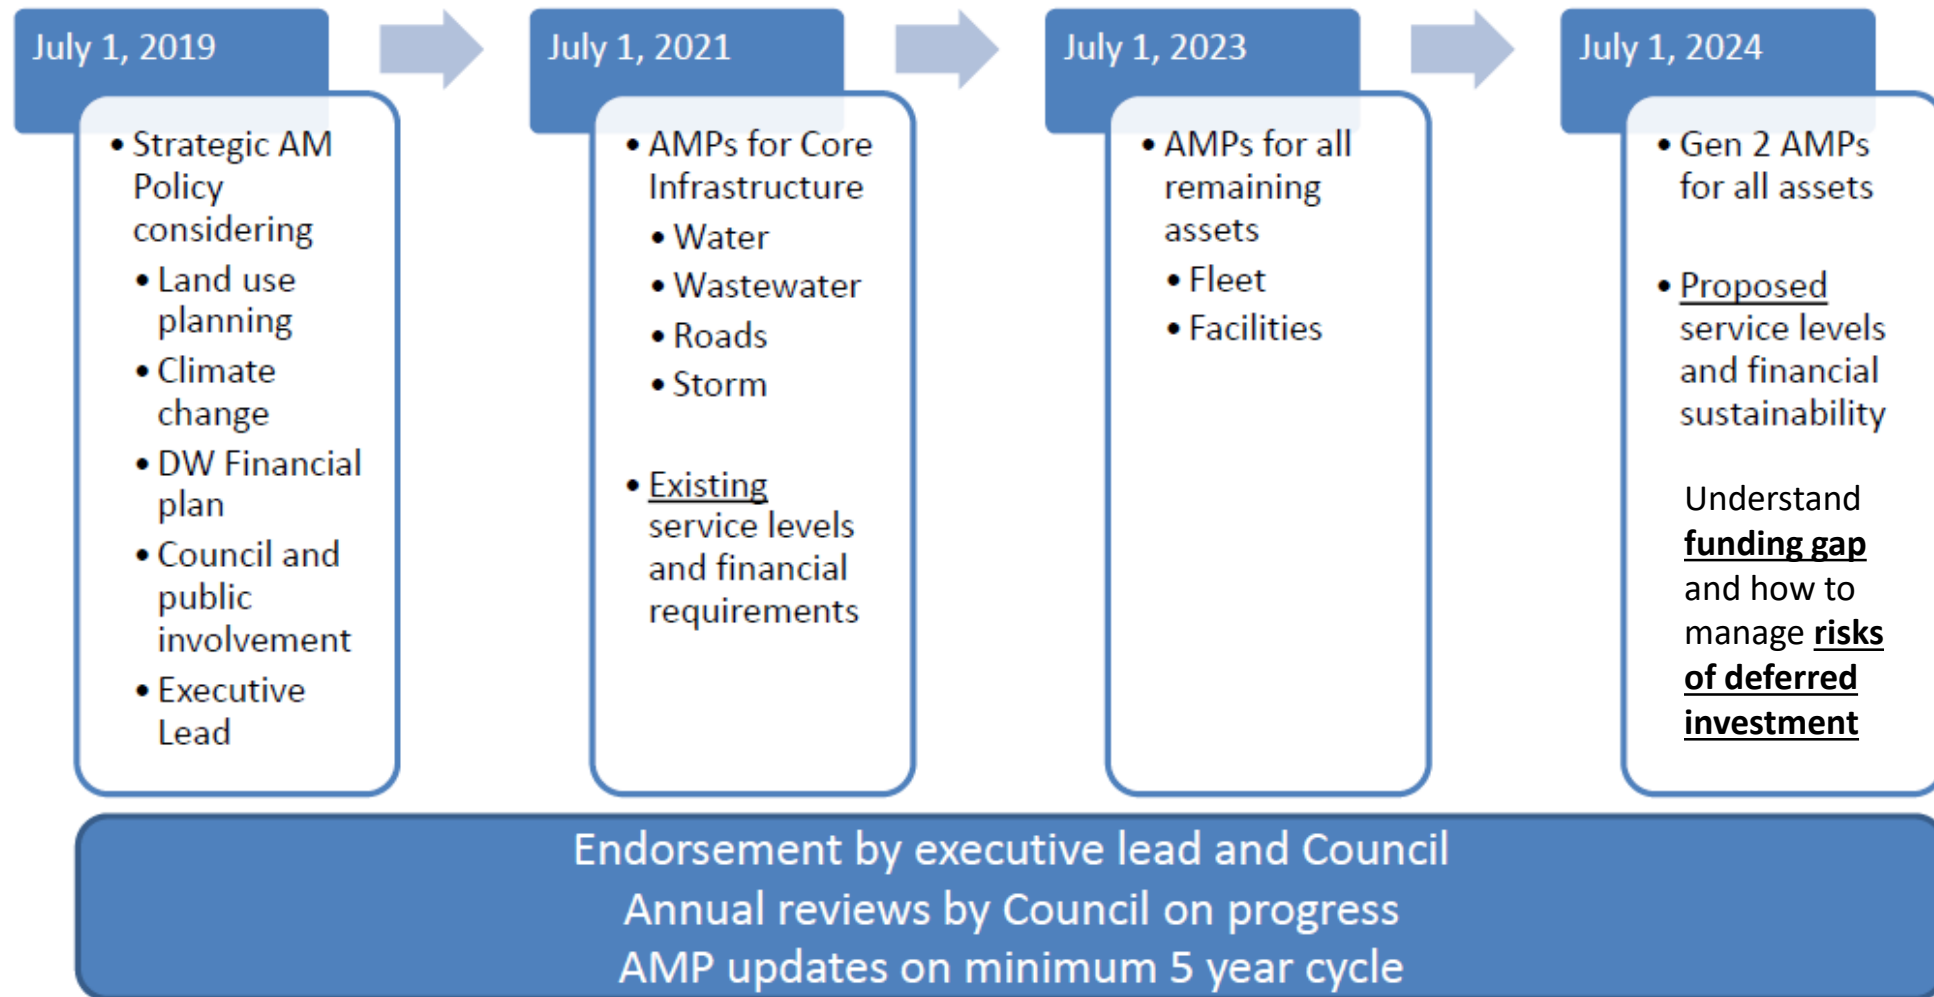 July 1, 2019
• Strategic AM
Policy
considering
• Land use
planning
• Climate
change
• DW Financial
plan
• Council and
public
involvement
• Executive
Lead
July 1, 2021
• AMPs for Core
Infrastructure
• Water
• Wastewater
• Roads
• Storm
• Existing
service levels
and financial
requirements
July 1, 2023
• AMPs for all
remaining
assets
• Fleet
• Facilities
July 1, 2024
• Gen 2 AMPs
for all assets
• Proposed
service levels
and financial
sustainability
Understand
funding gap
and how to
manage risks
of deferred
investment
Endorsement by executive lead and Council
Annual reviews by Council on progress
AMP updates on minimum 5 year cycle